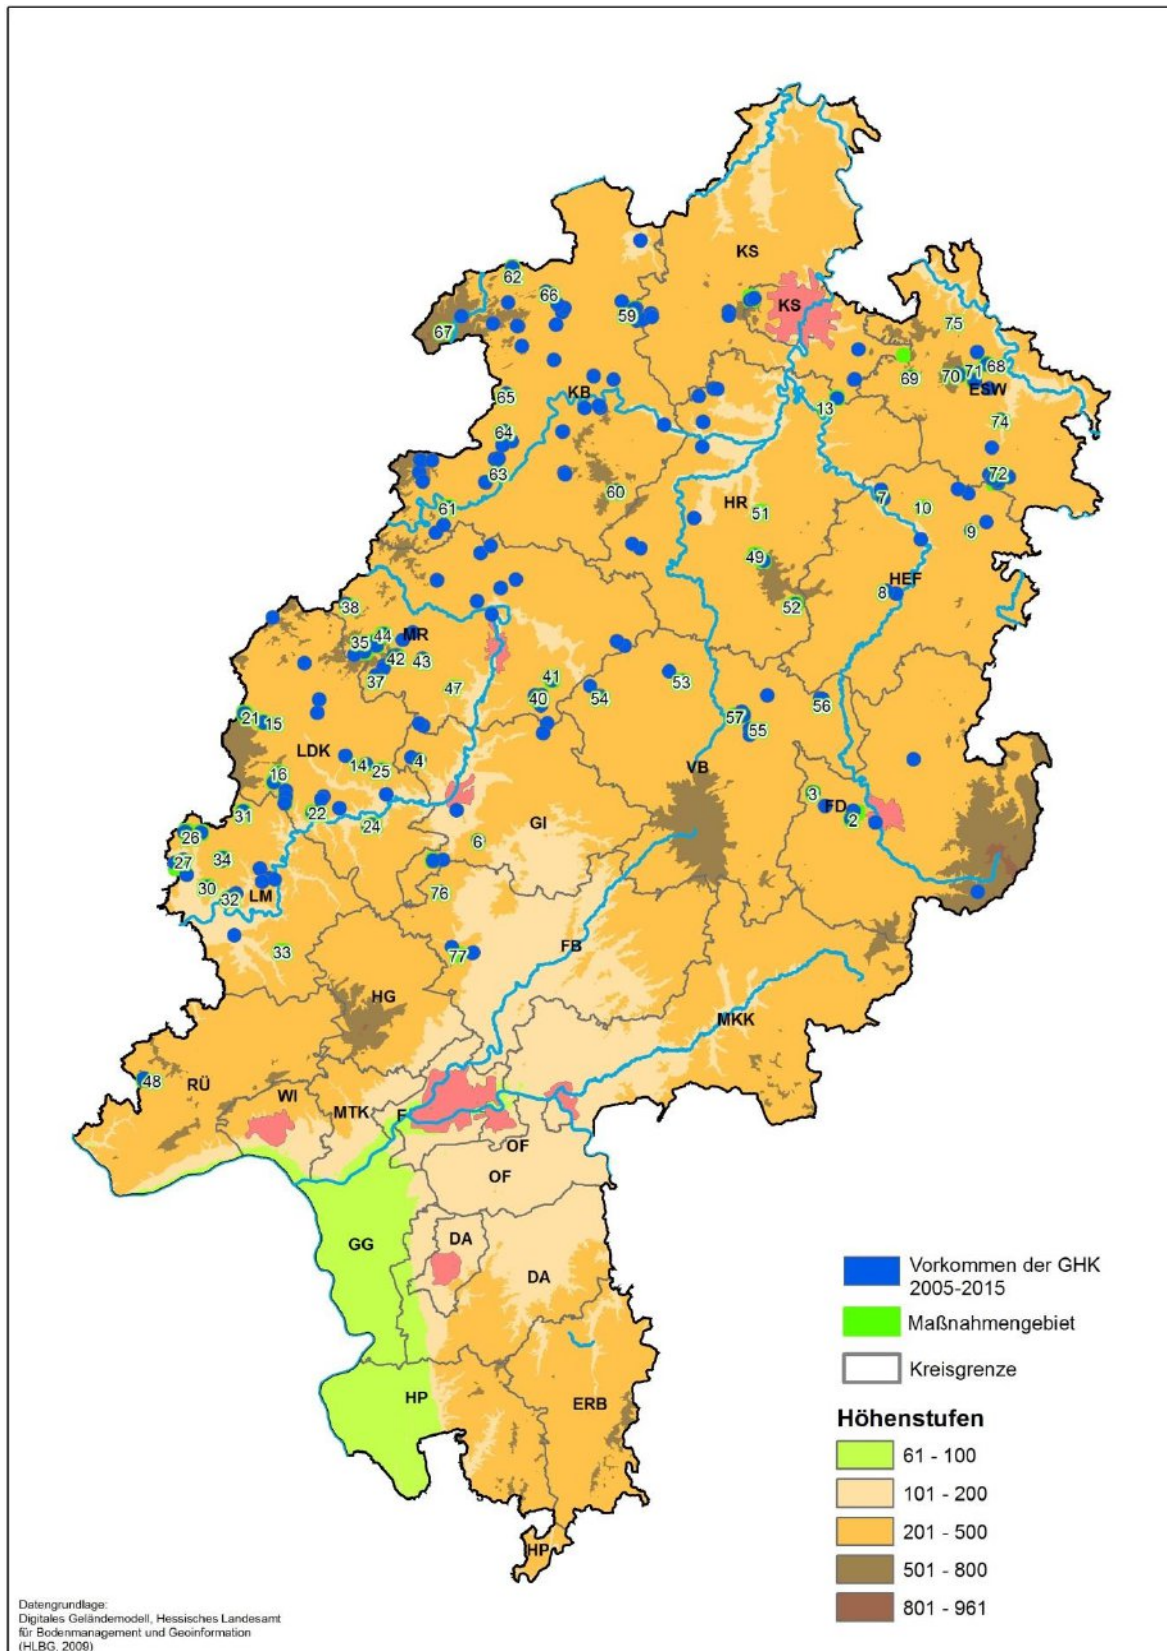 KS
62
66
KS
59
67
75
68
71
70
69
ESW
65
KB
13
74
64
63
72
60
7
10
61
HR
51
9
49
HEF
8
38
52
44
MR
35
42
43
37
47
41
40
53
54
56
21
15
57
55
LDK
4
14
25
VB
16
3
FD
2
31
22
24
26
GI
6
34
27
30
32
LM
76
FB
33
77
HG
MKK
48
RÜ
WI
MTK
F
OF
OF
GG
DA
DA
HP
ERB
HP
Vorkommen der GHK
2005-2015
Maßnahmengebiet
Kreisgrenze
Höhenstufen
61 - 100
101 - 200
201 - 500
501 - 800
801 - 961
Datengrundlage:
Digitales Geländemodell, Hessisches Landesamt
für Bodenmanagement und Geoinformation
(HLBG, 2009)